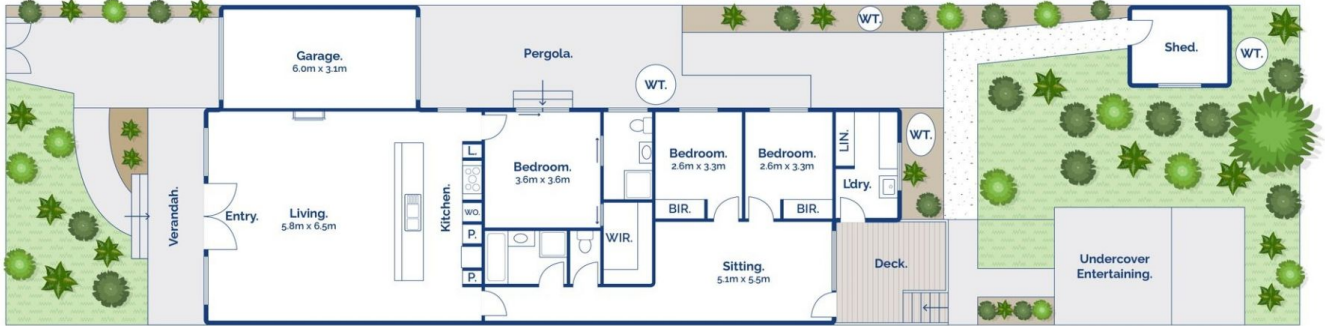 Garage.
6.0m x 3.1m
Pergola.
WT.
WT.
Shed.
WT.
WT.
Verandah.
Entry.
Living.
5.8m x 6.5m
Kitchen.
L.
WO.
P.
P.
Bedroom.
3.6m x 3.6m
WIR.
Bedroom.
2.6m x 3.3m
BIR.
Bedroom.
2.6m x 3.3m
BIR.
LIN.
L'dry.
Sitting.
5.1m x 5.5m
Deck.
Undercover
Entertaining.